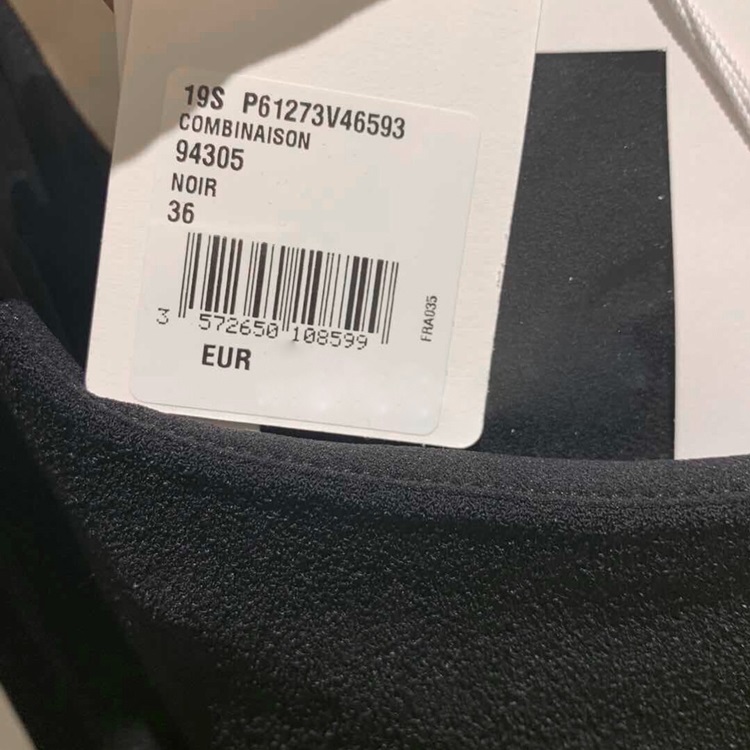 19S P61273V46593
COMBINAISON
94305
NOIR
36
3 572650 108599
FRA035
EUR